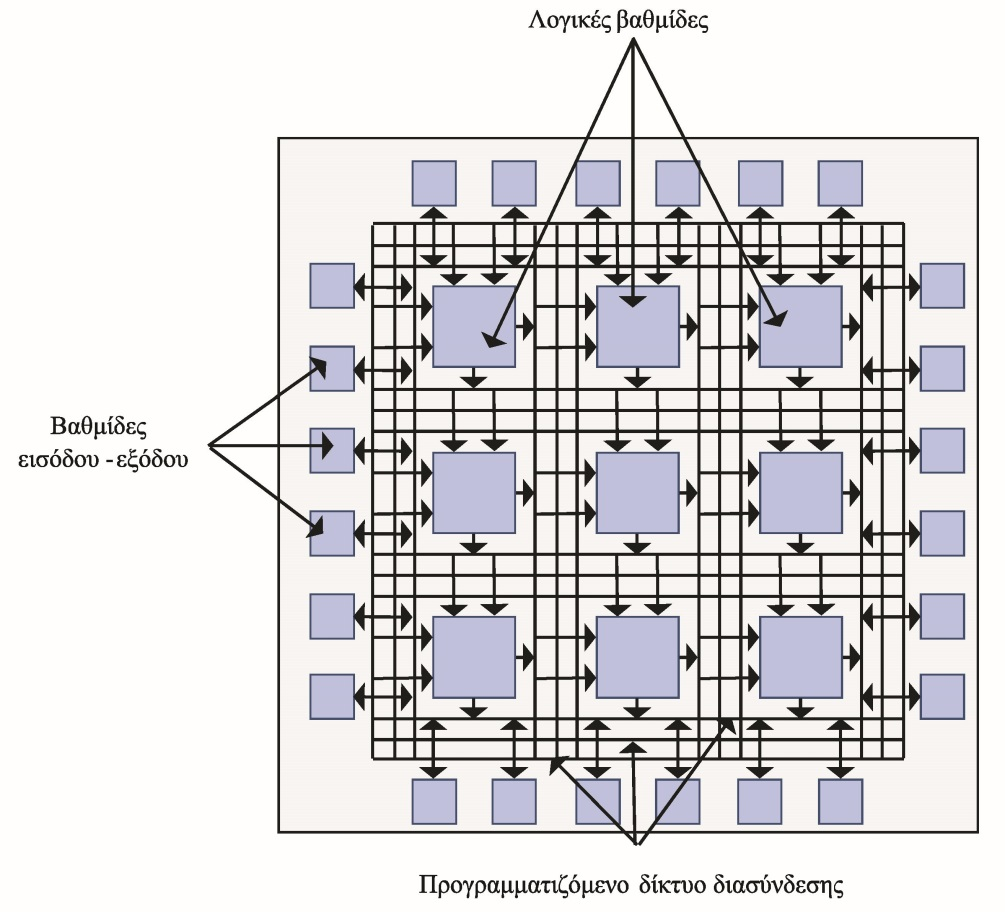 Λογικές βαθμίδες
Βαθμίδες
εισόδου -εξόδου
Προγραμματιζόμενο δίκτυο διασύνδεσης